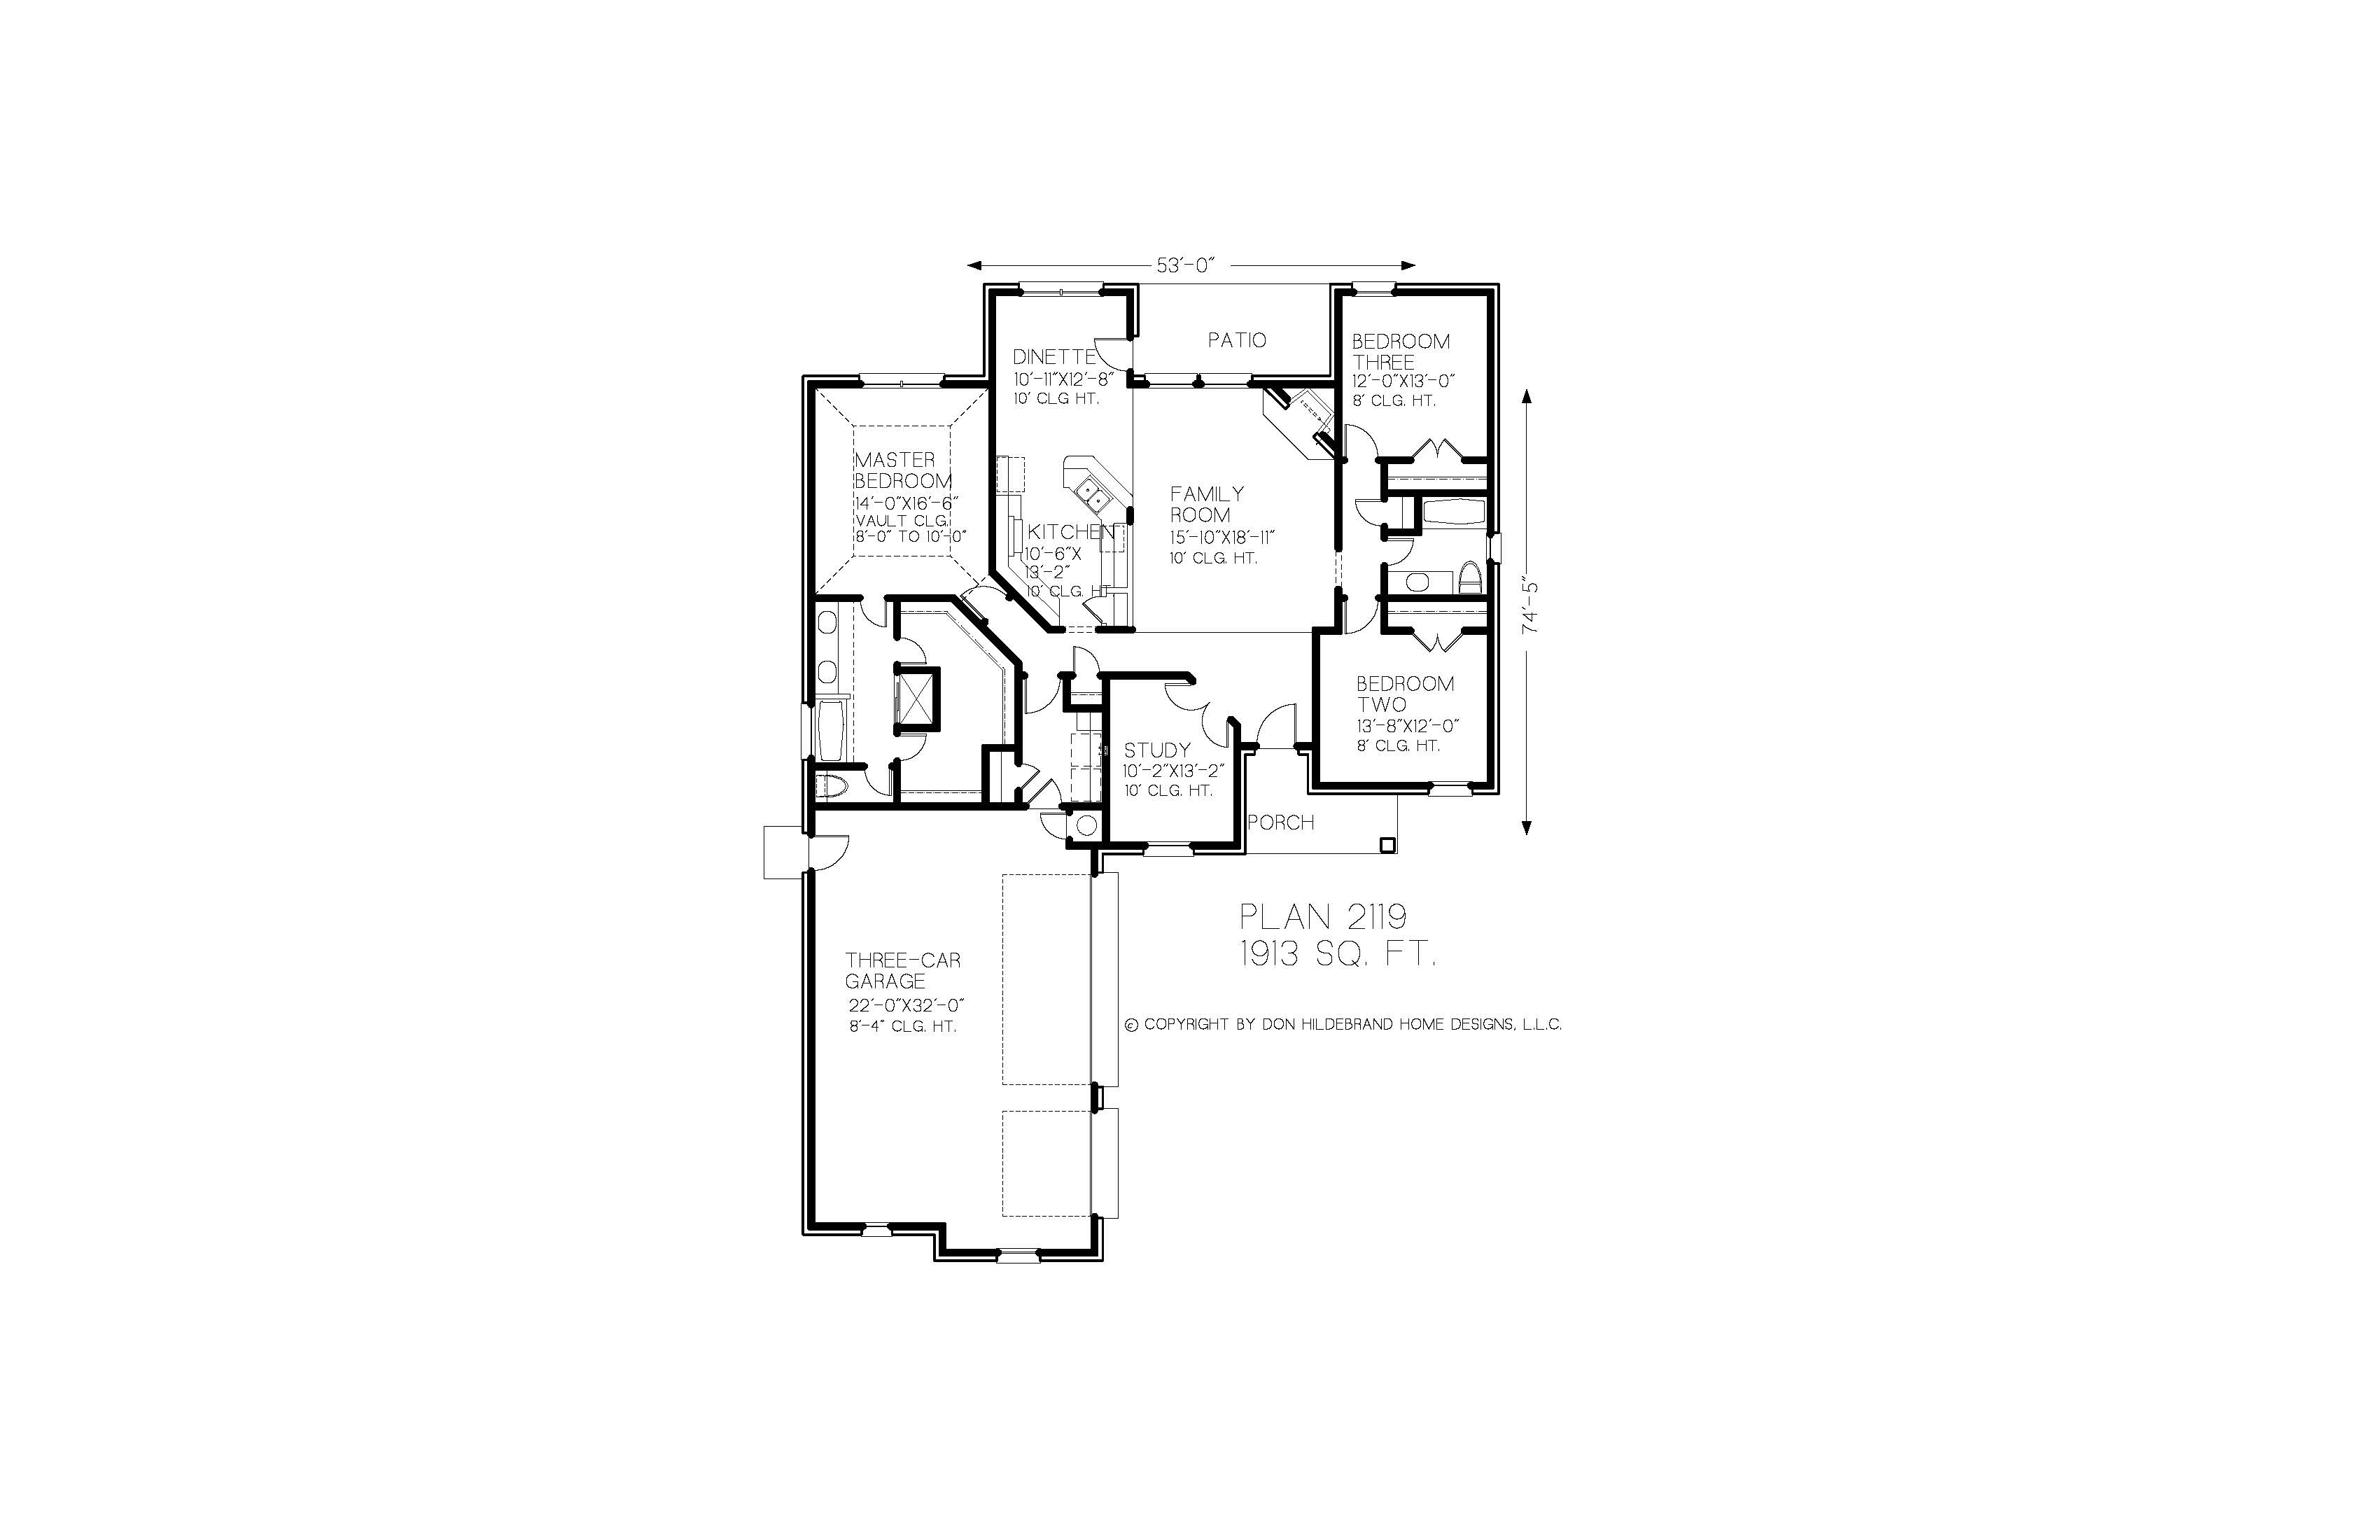 53'-0"
PATIO
BEDROOM
THREE
12'-0"X13'-0"
8' CLG. HT.
DINETTE
10'-11"X12'-8"
10' CLG HT.
MASTER
BEDROOM
14'-0"X16'-6"
VAULT CLG.
8'-0" TO 10'-0"
FAMILY
ROOM
15'-10"X18'-11"
10' CLG. HT.
KITCHEN
10'-6"X
13'-2"
10' CLG. HT.
74'-5"
BEDROOM
TWO
13'-8"X12'-0"
8' CLG. HT.
STUDY
10'-2"X13'-2"
10' CLG. HT.
PORCH
PLAN 2119
1913 SQ. FT.
THREE-CAR
GARAGE
22'-0"X32'-0"
8'-4" CLG. HT.
© COPYRIGHT BY DON HILDEBRAND HOME DESIGNS, L.L.C.